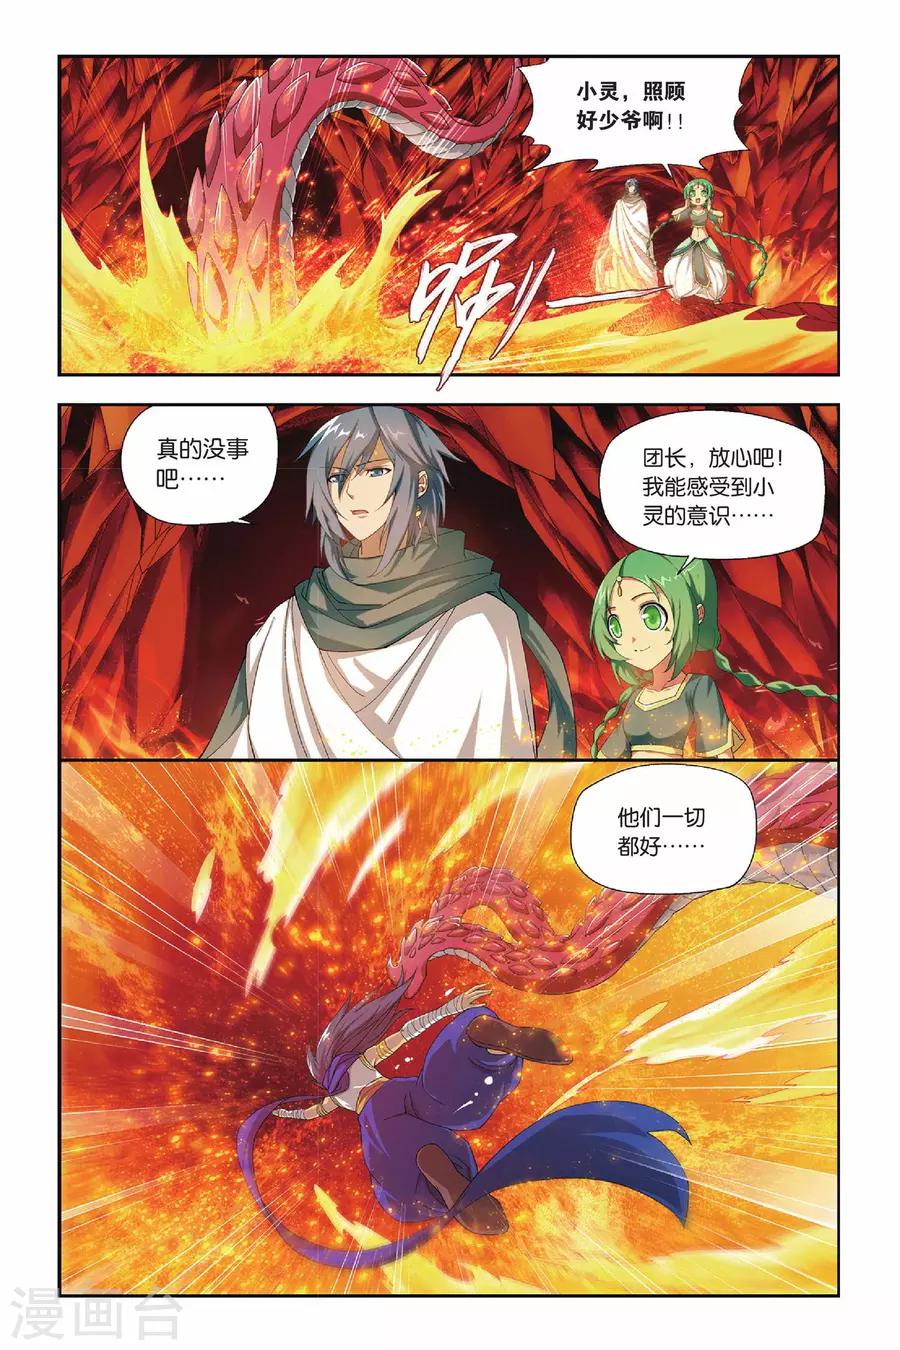 小灵，照顾
好少爷啊！！
唰——
真的没事
吧……
团长，放心吧！
我能感受到小
灵的意识……
他们一切
都好……
漫画台